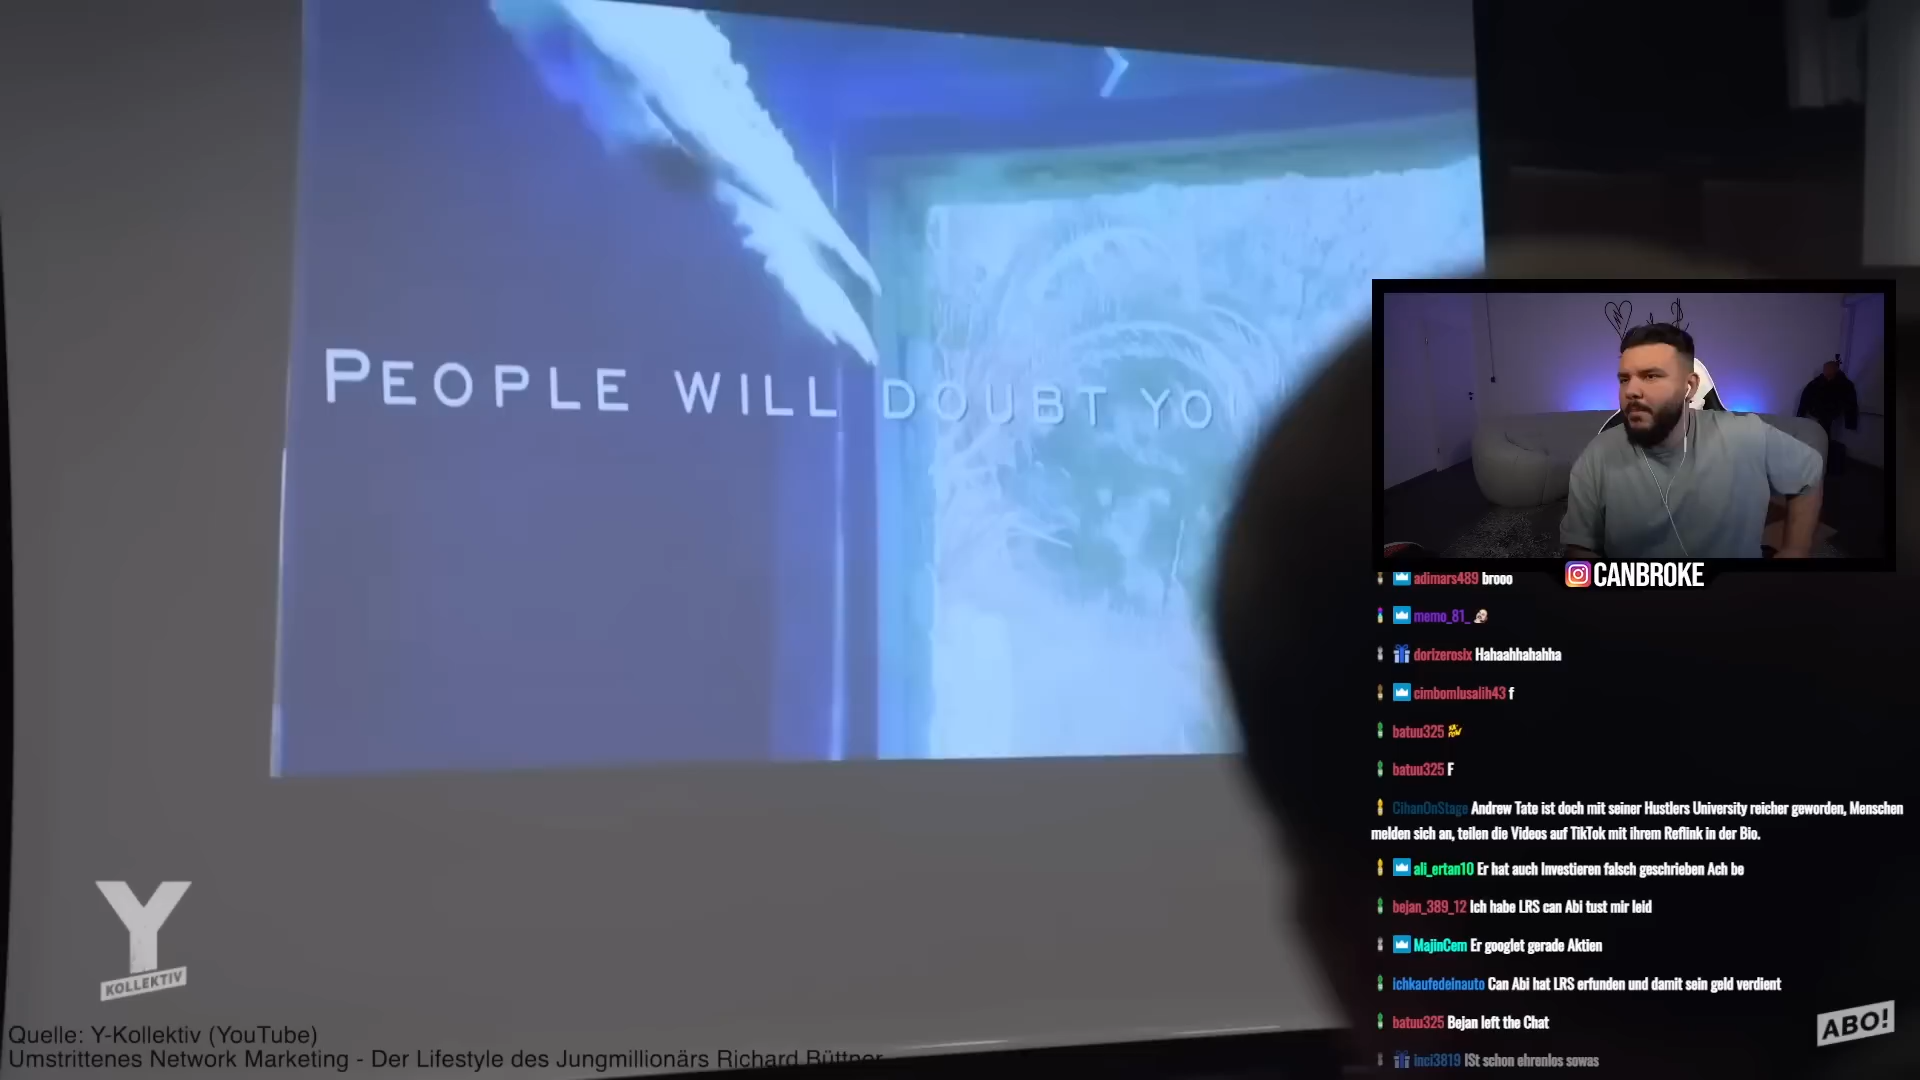 PEOPLE WILL DOUBT YO
CANBROKE
adimars489 brooo
memo_81_
dorizerosix Hahaahhahahha
cimbomlusalih43 f
batuu325
batuu325 F
CihanOnStage Andrew Tate ist doch mit seiner Hustlers University reicher geworden, Menschen
melden sich an, teilen die Videos auf TikTok mit ihrem Reflink in der Bio.
ali_ertan10 Er hat auch Investieren falsch geschrieben Ach be
bejan_389_12 Ich habe LRS can Abi tust mir leid
MajinCem Er googlet gerade Aktien
ichkaufedeinauto Can Abi hat LRS erfunden und damit sein geld verdient
batuu325 Bejan left the Chat
inci3819 ISt schon ehrenlos sowas
Y
KOLLEKTIV
ABO!
Quelle: Y-Kollektiv (YouTube)
Umstrittenes Network Marketing - Der Lifestyle des Jungmillionärs Richard Büttner